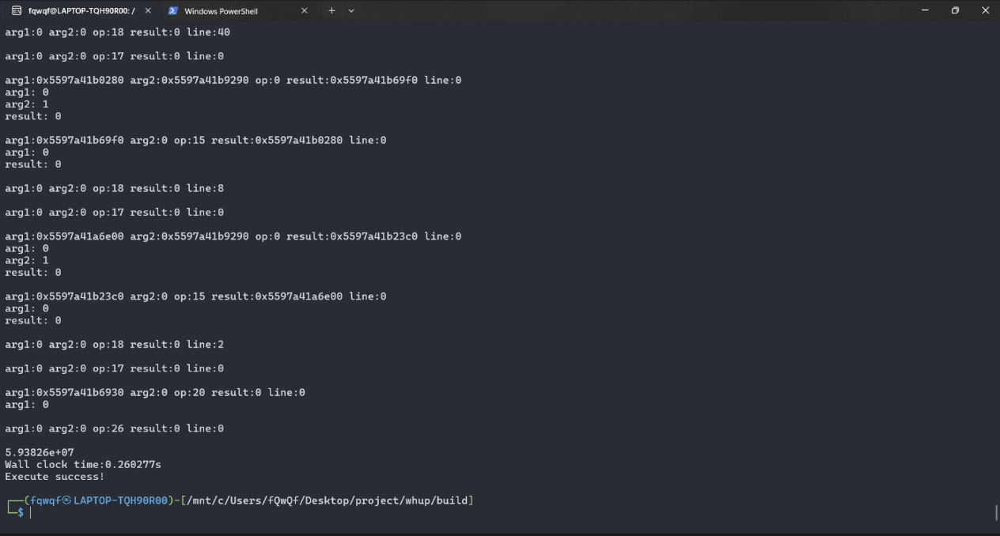 fqwqf@LAPTOP-TQH90R00: /
Windows PowerShell
arg1:0 arg2:0 op:18 result:0 line:40
arg1:0 arg2:0 op:17 result:0 line:0
arg1:0x5597a41b0280 arg2:0x5597a41b9290 op:0 result:0x5597a41b69f0 line:0
arg1: 0
arg2: 1
result: 0
arg1:0x5597a41b69f0 arg2:0 op:15 result:0x5597a41b0280 line:0
arg1: 0
result: 0
arg1:0 arg2:0 op:18 result:0 line:8
arg1:0 arg2:0 op:17 result:0 line:0
arg1:0x5597a41a6e00 arg2:0x5597a41b9290 op:0 result:0x5597a41b23c0 line:0
arg1: 0
arg2: 1
result: 0
arg1:0x5597a41b23c0 arg2:0 op:15 result:0x5597a41a6e00 line:0
arg1: 0
result: 0
arg1:0 arg2:0 op:18 result:0 line:2
arg1:0 arg2:0 op:17 result:0 line:0
arg1:0x5597a41b6930 arg2:0 op:20 result:0 line:0
arg1: 0
arg1:0 arg2:0 op:26 result:0 line:0
5.93826e+07
Wall clock time:0.260277s
Execute success!
┌──(fqwqf㉿LAPTOP-TQH90R00)-[/mnt/c/Users/fQwQf/Desktop/project/whup/build]
└─$